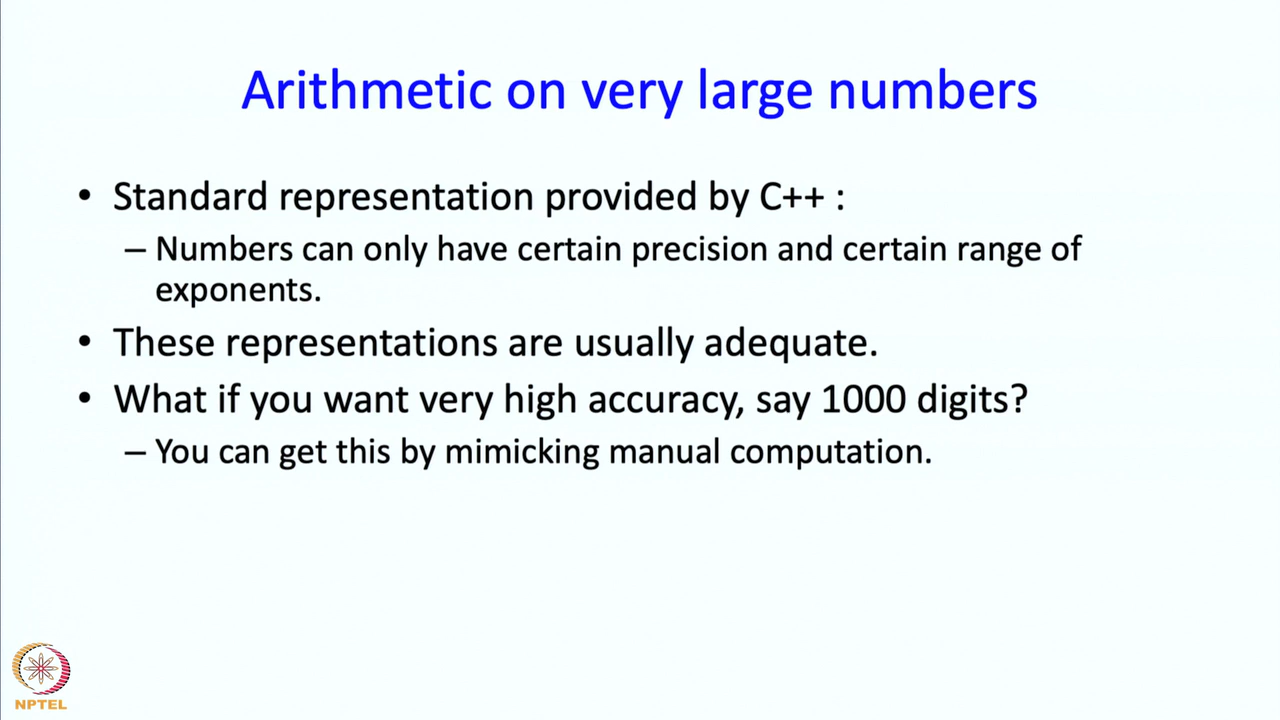 Arithmetic on very large numbers
• Standard representation provided by C++ :
– Numbers can only have certain precision and certain range of
exponents.
• These representations are usually adequate.
• What if you want very high accuracy, say 1000 digits?
– You can get this by mimicking manual computation.
NPTEL